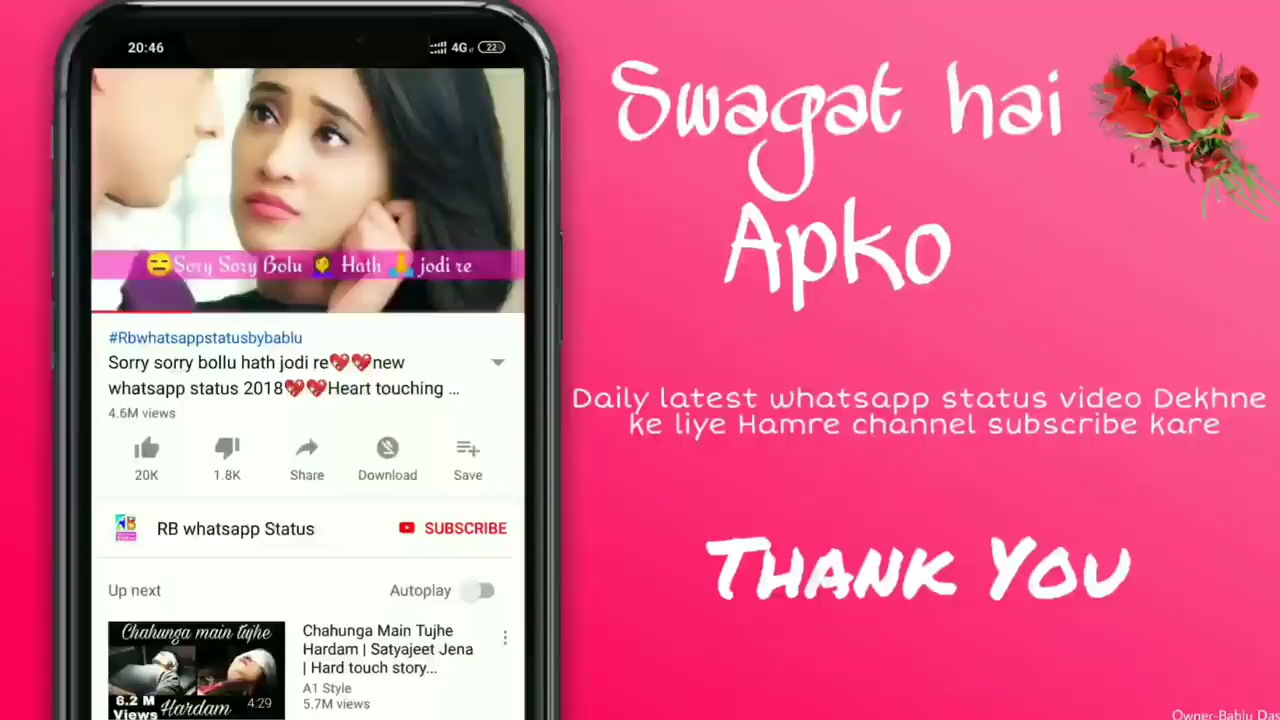 20:46
4G
22
Sory Sory Bolu 🤦‍♀️ Hath 🙏 jodi re
#Rbwhatsappstatusbybablu
Sorry sorry bollu hath jodi re💖💖new
whatsapp status 2018💖💖Heart touching ...
4.6M views
20K
1.8K
Share
Download
Save
RB whatsapp Status
SUBSCRIBE
Up next
Autoplay
Chahunga main tujhe
6.2 M
Views
Hardam
4:29
Chahunga Main Tujhe
Hardam | Satyajeet Jena
| Hard touch story...
A1 Style
5.7M views
Swagat hai
Apko
Daily latest whatsapp status video Dekhne
ke liye Hamre channel subscribe kare
Thank You
Owner-Bablu Das